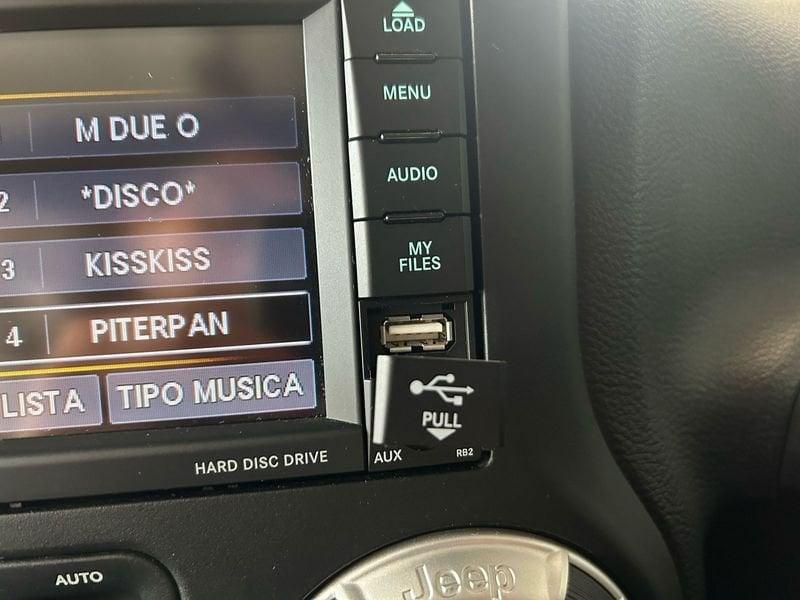 LOAD
MENU
AUDIO
MY
FILES
M DUE O
2 *DISCO*
3 KISSKISS
4 PITERPAN
LISTA
TIPO MUSICA
PULL
AUX
RB2
HARD DISC DRIVE
AUTO
Jeep